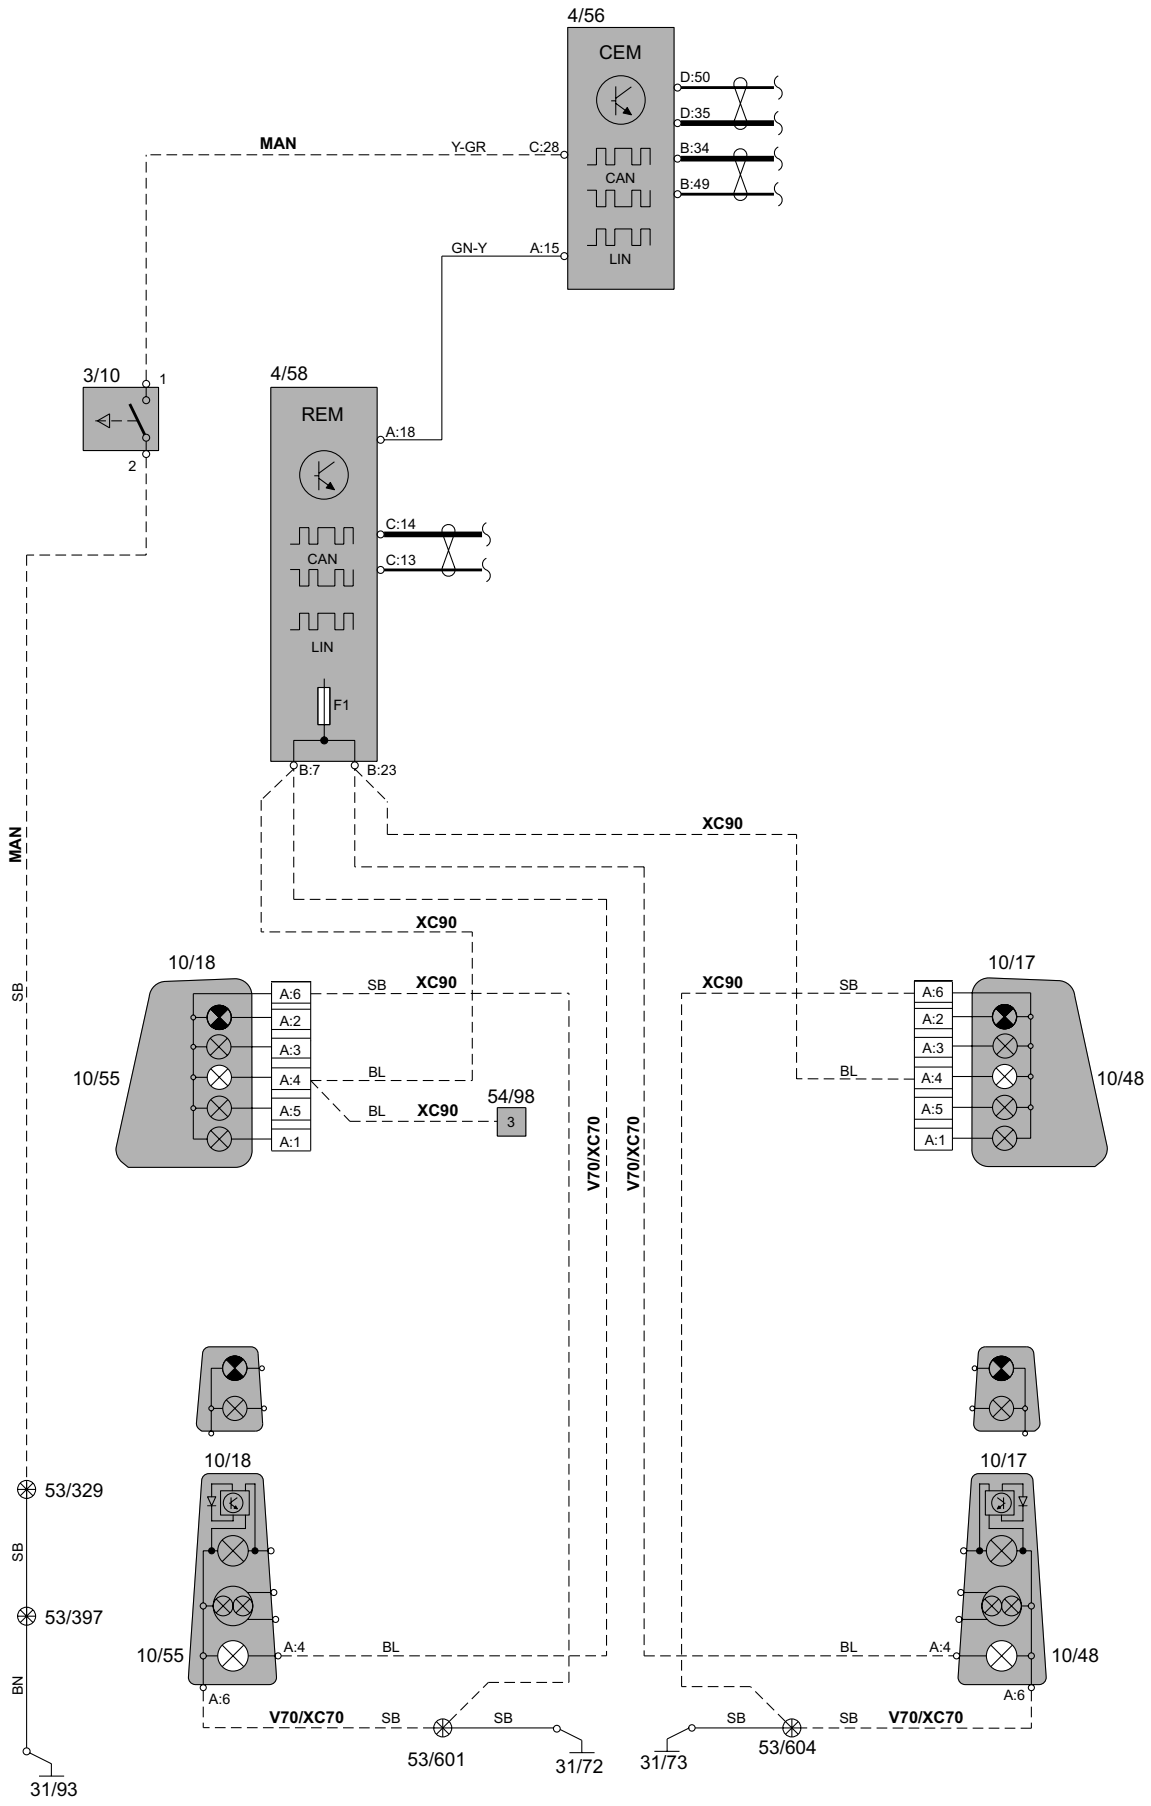 4/56
CEM
D:50
D:35
MAN
Y-GR
C:28
B:34
CAN
B:49
GN-Y
A:15
LIN
3/10
1
2
4/58
REM
A:18
C:14
CAN
C:13
LIN
F1
B:7
B:23
XC90
MAN
SB
XC90
10/18
10/17
A:6
SB
XC90
XC90
SB
A:6
A:2
A:2
A:3
A:3
10/55
A:4
BL
BL
A:4
10/48
A:5
BL
XC90
54/98
3
A:5
A:1
A:1
V70/XC70
V70/XC70
10/18
10/17
53/329
SB
53/397
BN
31/93
10/55
A:4
BL
BL
A:4
10/48
A:6
A:6
V70/XC70
SB
SB
SB
SB
V70/XC70
53/601
31/72
31/73
53/604